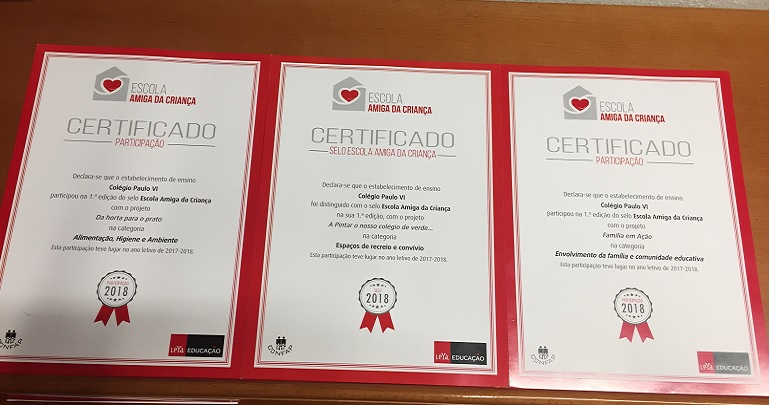 ESCOLA
AMIGA DA CRIANÇA
CERTIFICADO
PARTICIPAÇÃO
Declara-se que o estabelecimento de ensino
Colégio Paulo VI
participou na 1.ª edição do selo Escola Amiga da Criança
com o projeto
Da horta para o prato
na categoria
Alimentação, Higiene e Ambiente
Esta participação teve lugar no ano letivo de 2017-2018.
PARTICIPAÇÃO
2018
CONFAP
LeYa EDUCAÇÃO
ESCOLA
AMIGA DA CRIANÇA
CERTIFICADO
SELO ESCOLA AMIGA DA CRIANÇA
Declara-se que o estabelecimento de ensino
Colégio Paulo VI
foi distinguido com o selo Escola Amiga da Criança
na sua 1.ª edição, com o projeto
A Pintar o nosso colégio de verde...
na categoria
Espaços de recreio e convívio
Esta participação teve lugar no ano letivo de 2017-2018.
SELO
2018
CONFAP
LeYa EDUCAÇÃO
ESCOLA
AMIGA DA CRIANÇA
CERTIFICADO
PARTICIPAÇÃO
Declara-se que o estabelecimento de ensino
Colégio Paulo VI
participou na 1.ª edição do selo Escola Amiga da Criança
com o projeto
Família em Ação
na categoria
Envolvimento da família e comunidade educativa
Esta participação teve lugar no ano letivo de 2017-2018.
PARTICIPAÇÃO
2018
CONFAP
LeYa EDUCAÇÃO